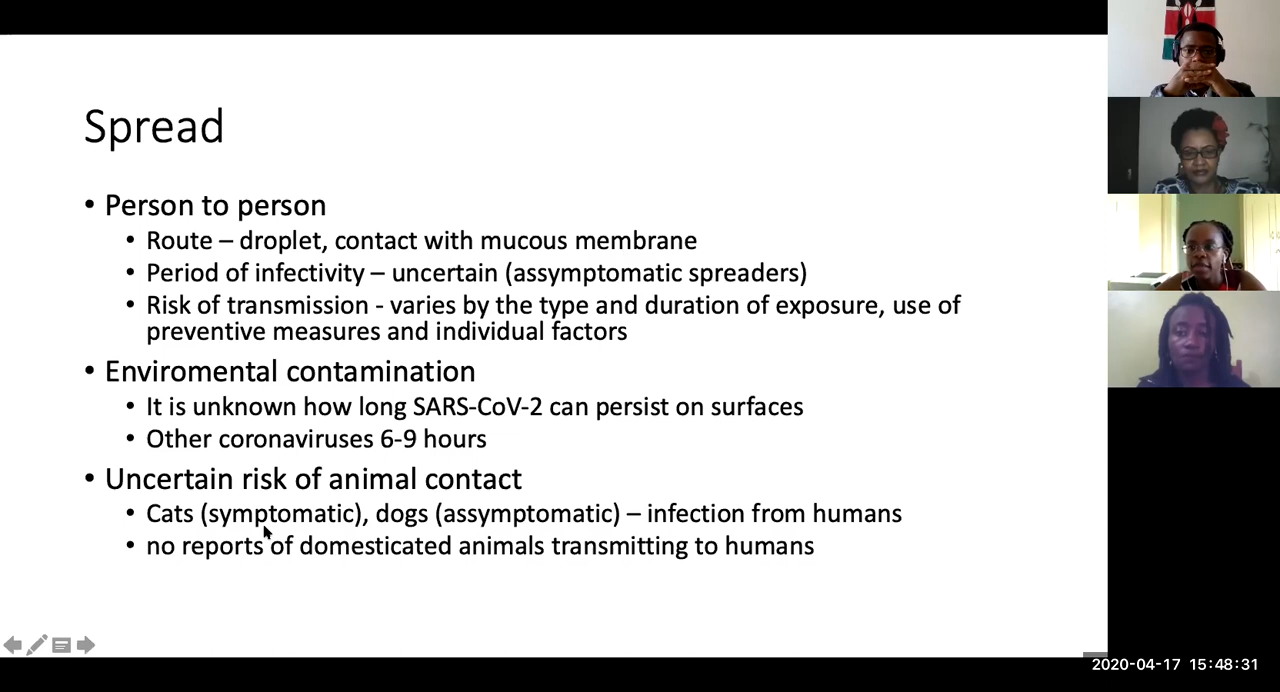 Spread
• Person to person
• Route – droplet, contact with mucous membrane
• Period of infectivity – uncertain (assymptomatic spreaders)
• Risk of transmission - varies by the type and duration of exposure, use of
preventive measures and individual factors
• Enviromental contamination
• It is unknown how long SARS-CoV-2 can persist on surfaces
• Other coronaviruses 6-9 hours
• Uncertain risk of animal contact
• Cats (symptomatic), dogs (assymptomatic) – infection from humans
• no reports of domesticated animals transmitting to humans
2020-04-17 15:48:31